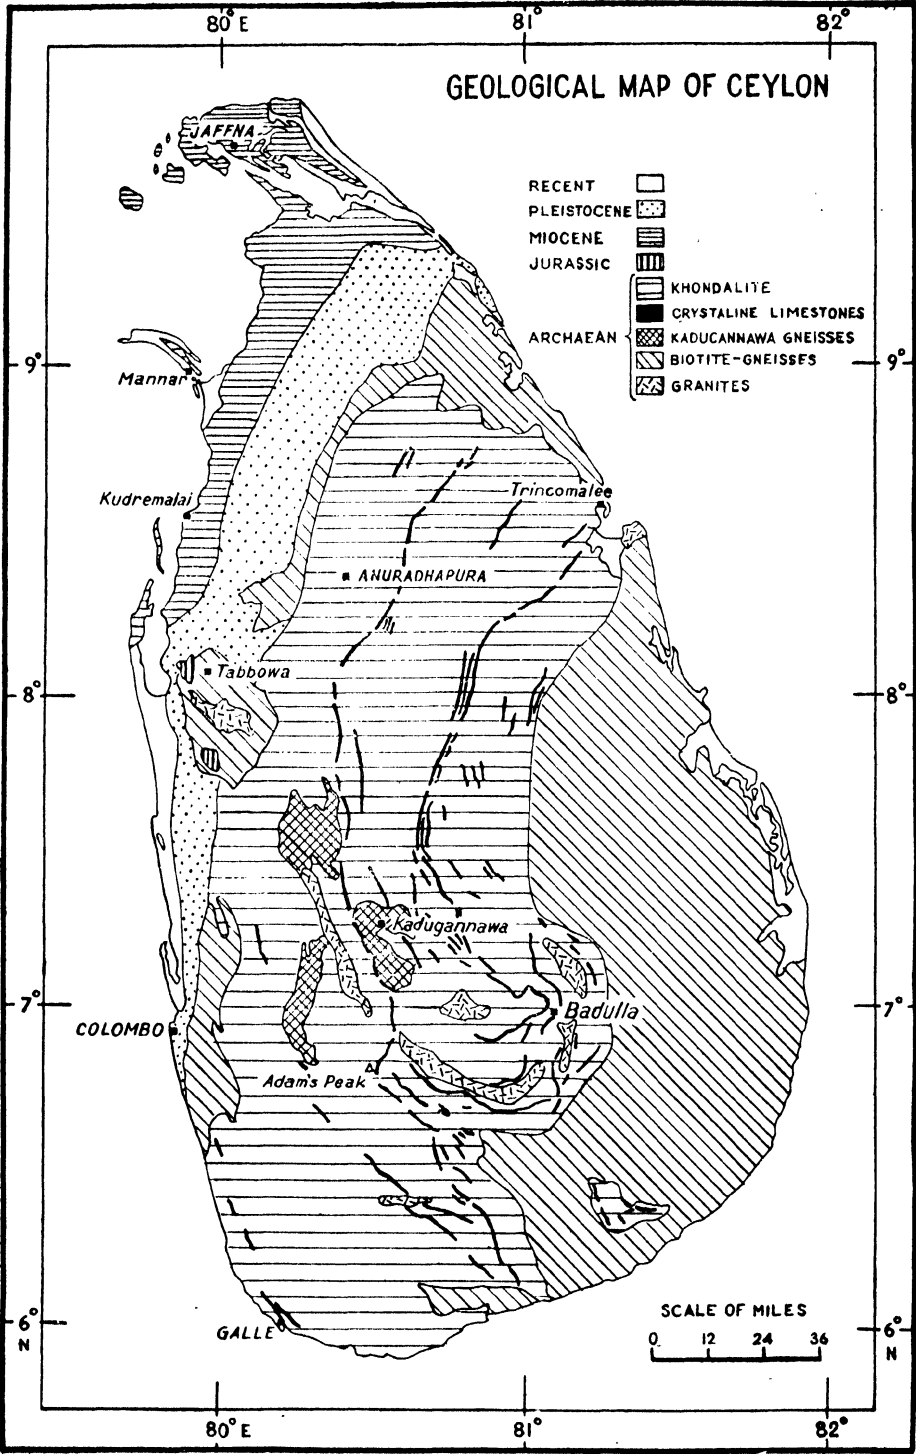 80° E 81° 82°
GEOLOGICAL MAP OF CEYLON
JAFFNA
RECENT
PLEISTOCENE
MIOCENE
JURASSIC
KHONDALITE
CRYSTALINE LIMESTONES
ARCHAEAN KADUCANNAWA GNEISSES
BIOTITE-GNEISSES
GRANITES
9° 9°
Mannar
Trincomalee
Kudremalai
ANURADHAPURA
Tabbowa
8° 8°
Kadugannawa
7° 7°
Badulla
COLOMBO
Adam's Peak
SCALE OF MILES
0 12 24 36
6° 6°
N N
GALLE
80° E 81° 82°